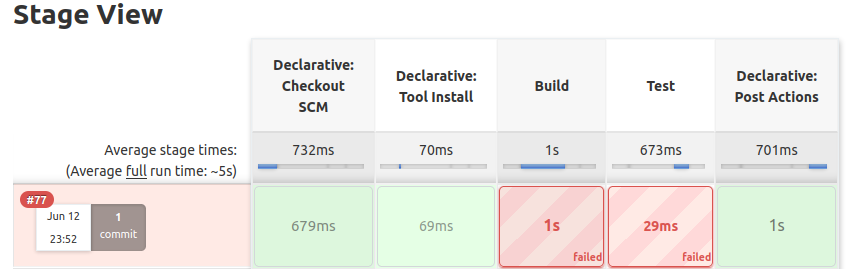 Stage View
Declarative:
Checkout
SCM
Declarative:
Tool Install
Build
Test
Declarative:
Post Actions
Average stage times:
(Average full run time: ~5s)
732ms
70ms
1s
673ms
701ms
#77
Jun 12
23:52
1
commit
679ms
69ms
1s
failed
29ms
failed
1s